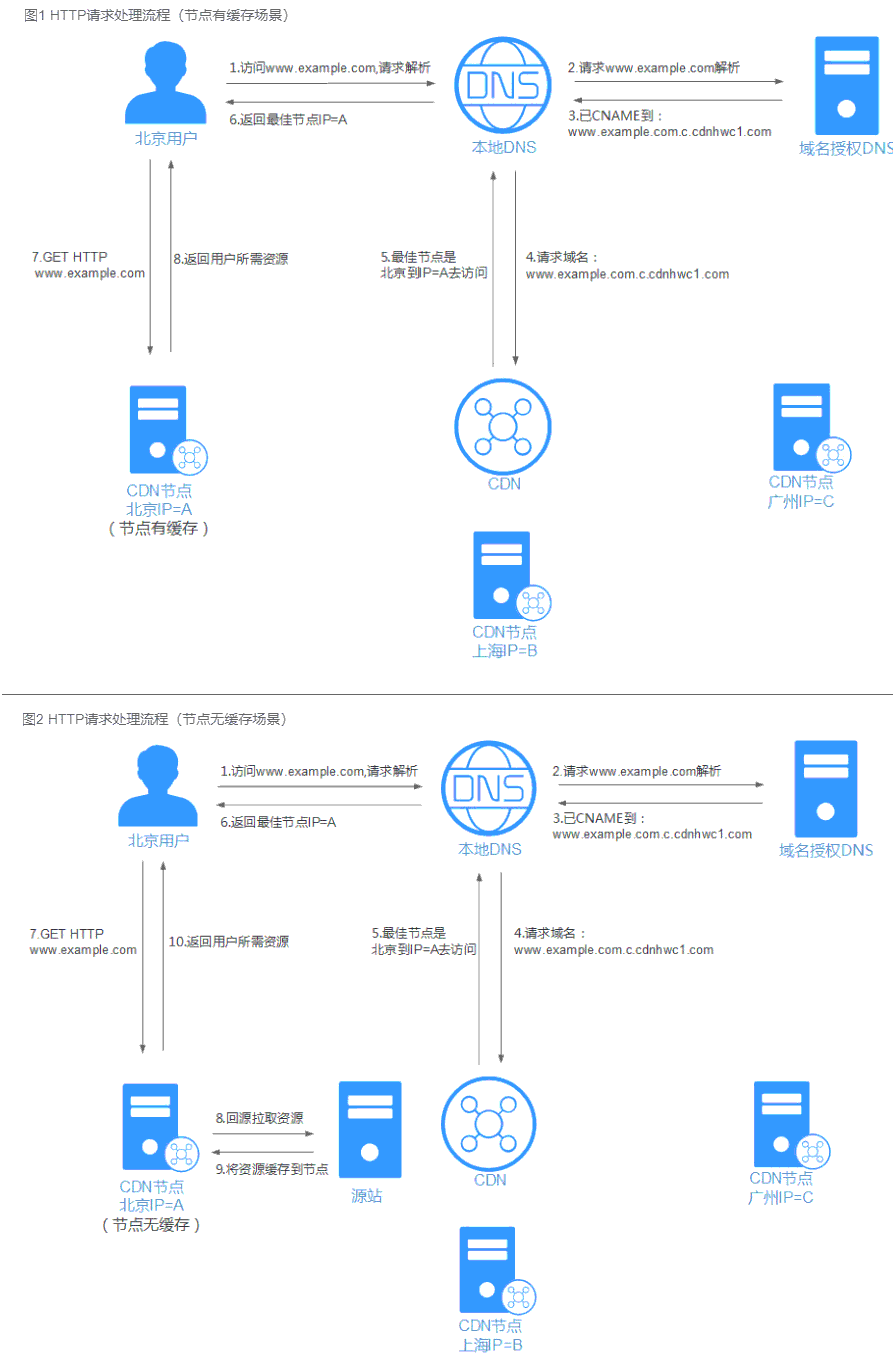 图1 HTTP请求处理流程（节点有缓存场景）
1.访问www.example.com,请求解析
2.请求www.example.com解析
DNS
6.返回最佳节点IP=A
3.已CNAME到：
www.example.com.c.cdnhwc1.com
北京用户
本地DNS
域名授权DNS
7.GET HTTP
www.example.com
8.返回用户所需资源
5.最佳节点是
北京到IP=A去访问
4.请求域名：
www.example.com.c.cdnhwc1.com
CDN节点
北京IP=A
（节点有缓存）
CDN
CDN节点
广州IP=C
CDN节点
上海IP=B
图2 HTTP请求处理流程（节点无缓存场景）
1.访问www.example.com,请求解析
2.请求www.example.com解析
DNS
6.返回最佳节点IP=A
3.已CNAME到：
www.example.com.c.cdnhwc1.com
北京用户
本地DNS
域名授权DNS
7.GET HTTP
www.example.com
10.返回用户所需资源
5.最佳节点是
北京到IP=A去访问
4.请求域名：
www.example.com.c.cdnhwc1.com
8.回源拉取资源
9.将资源缓存到节点
CDN节点
北京IP=A
（节点无缓存）
源站
CDN
CDN节点
广州IP=C
CDN节点
上海IP=B